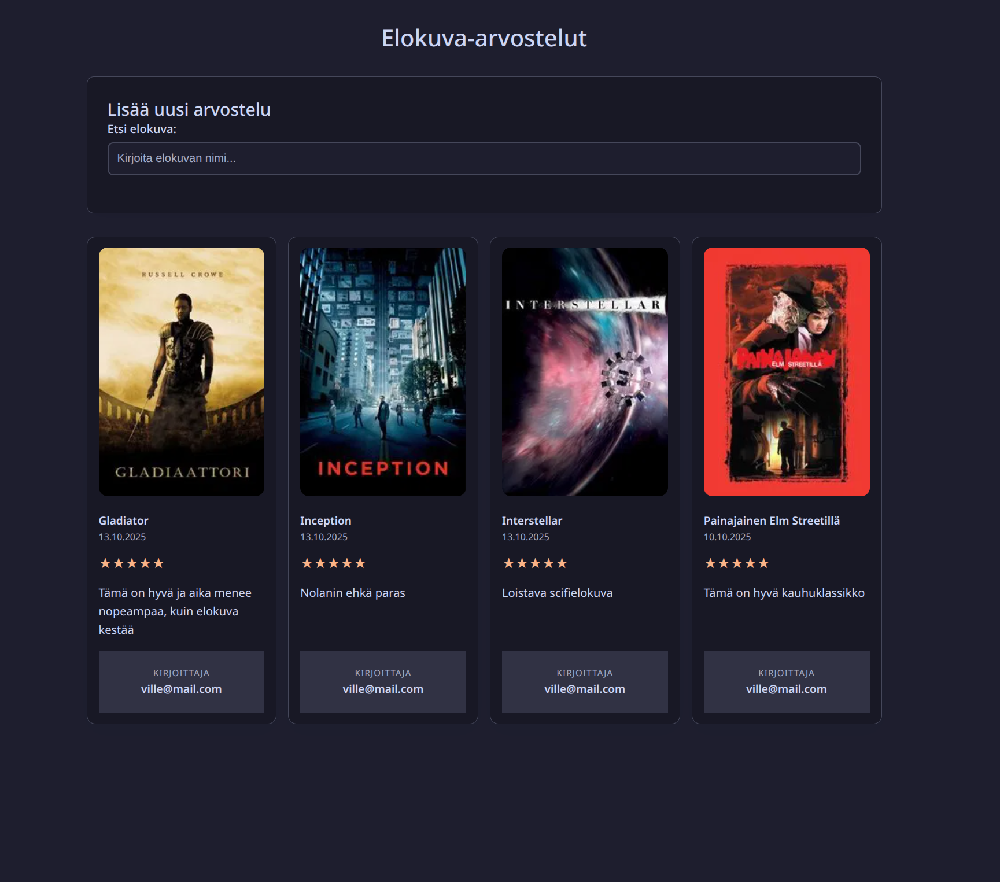 Elokuva-arvostelut
Lisää uusi arvostelu
Etsi elokuva:
Kirjoita elokuvan nimi...
RUSSELL CROWE
GLADIAATTORI
Gladiator
13.10.2025
★★★★★
Tämä on hyvä ja aika menee
nopeampaa, kuin elokuva
kestää
KIRJOITTAJA
ville@mail.com
INCEPTION
Inception
13.10.2025
★★★★★
Nolanin ehkä paras
KIRJOITTAJA
ville@mail.com
INTERSTELLAR
Interstellar
13.10.2025
★★★★★
Loistava scifielokuva
KIRJOITTAJA
ville@mail.com
PAINAJAINEN
ELM STREETILLÄ
Painajainen Elm Streetillä
10.10.2025
★★★★★
Tämä on hyvä kauhuklassikko
KIRJOITTAJA
ville@mail.com